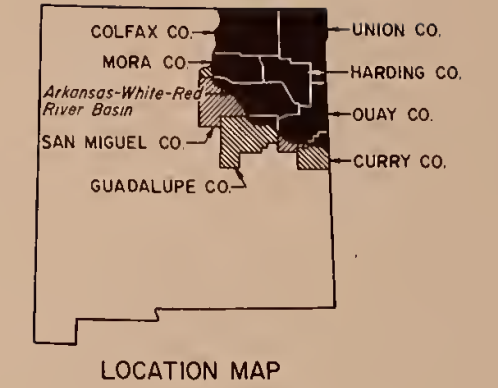 COLFAX CO.
UNION CO.
MORA CO.
HARDING CO.
Arkansas-White-Red
River Basin
QUAY CO.
SAN MIGUEL CO.
CURRY CO.
GUADALUPE CO.
LOCATION MAP